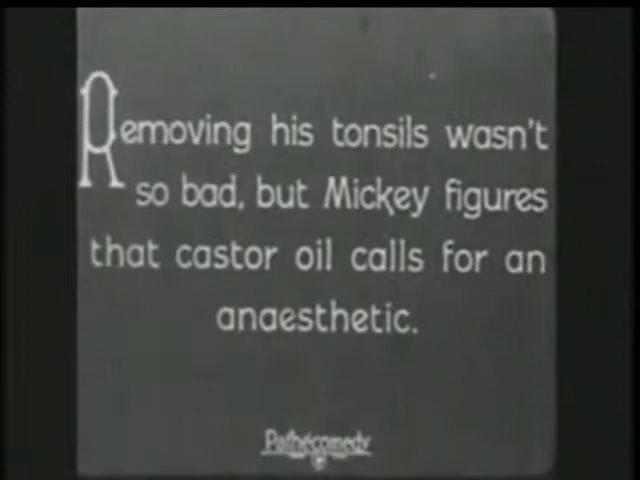 Removing his tonsils wasn't
so bad, but Mickey figures
that castor oil calls for an
anaesthetic.
Pathécomedy